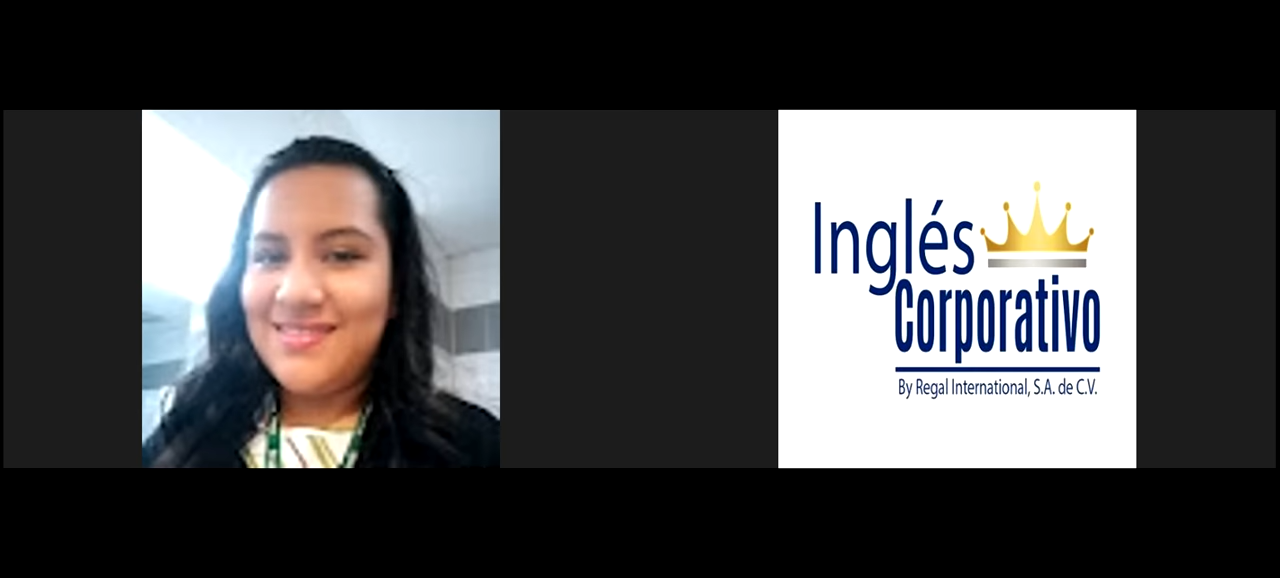 Inglés
Corporativo
By Regal International, S.A. de C.V.